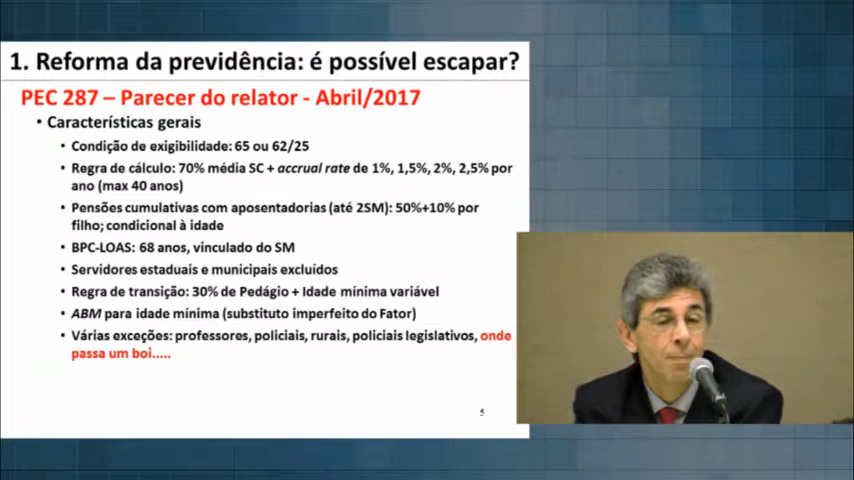 1. Reforma da previdência: é possível escapar?
PEC 287 – Parecer do relator - Abril/2017
• Características gerais
• Condição de exigibilidade: 65 ou 62/25
• Regra de cálculo: 70% média SC + accrual rate de 1%, 1,5%, 2%, 2,5% por
ano (max 40 anos)
• Pensões cumulativas com aposentadorias (até 2SM): 50%+10% por
filho; condicional à idade
• BPC-LOAS: 68 anos, vinculado do SM
• Servidores estaduais e municipais excluídos
• Regra de transição: 30% de Pedágio + Idade mínima variável
• ABM para idade mínima (substituto imperfeito do Fator)
• Várias exceções: professores, policiais, rurais, policiais legislativos, onde
passa um boi.....
5